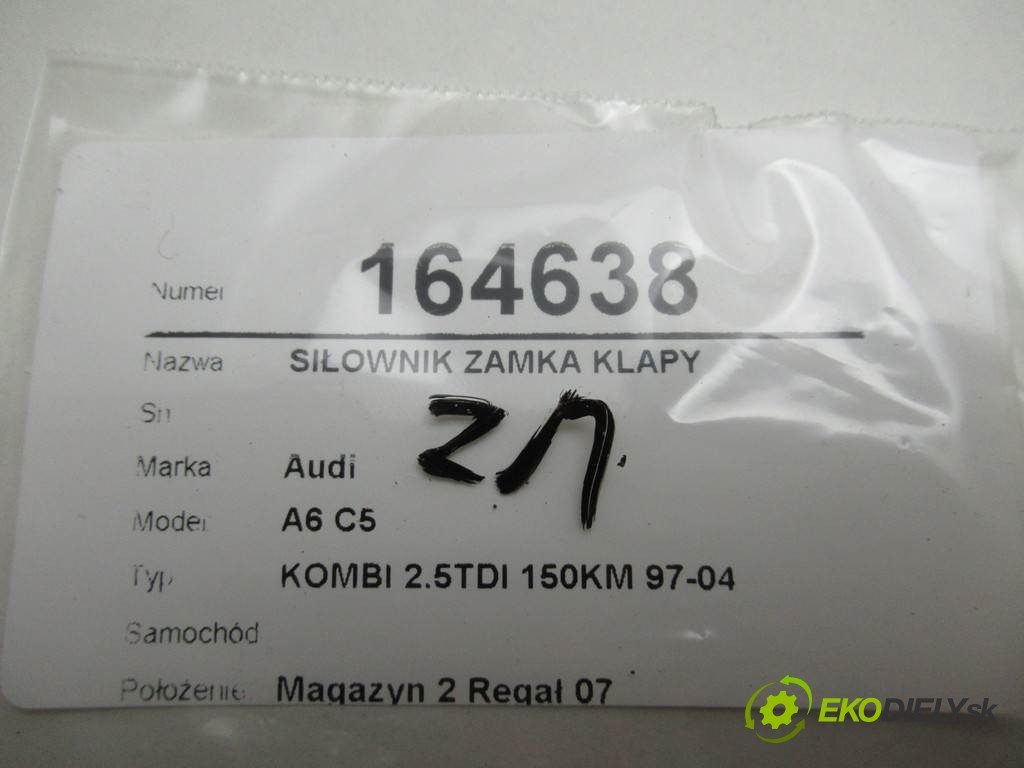 Numer 164638
Nazwa SIŁOWNIK ZAMKA KLAPY
Sn
Marka Audi
Model A6 C5
Typ KOMBI 2.5TDI 150KM 97-04
Samochód
Położenie Magazyn 2 Regał 07
EKODIELY.sk